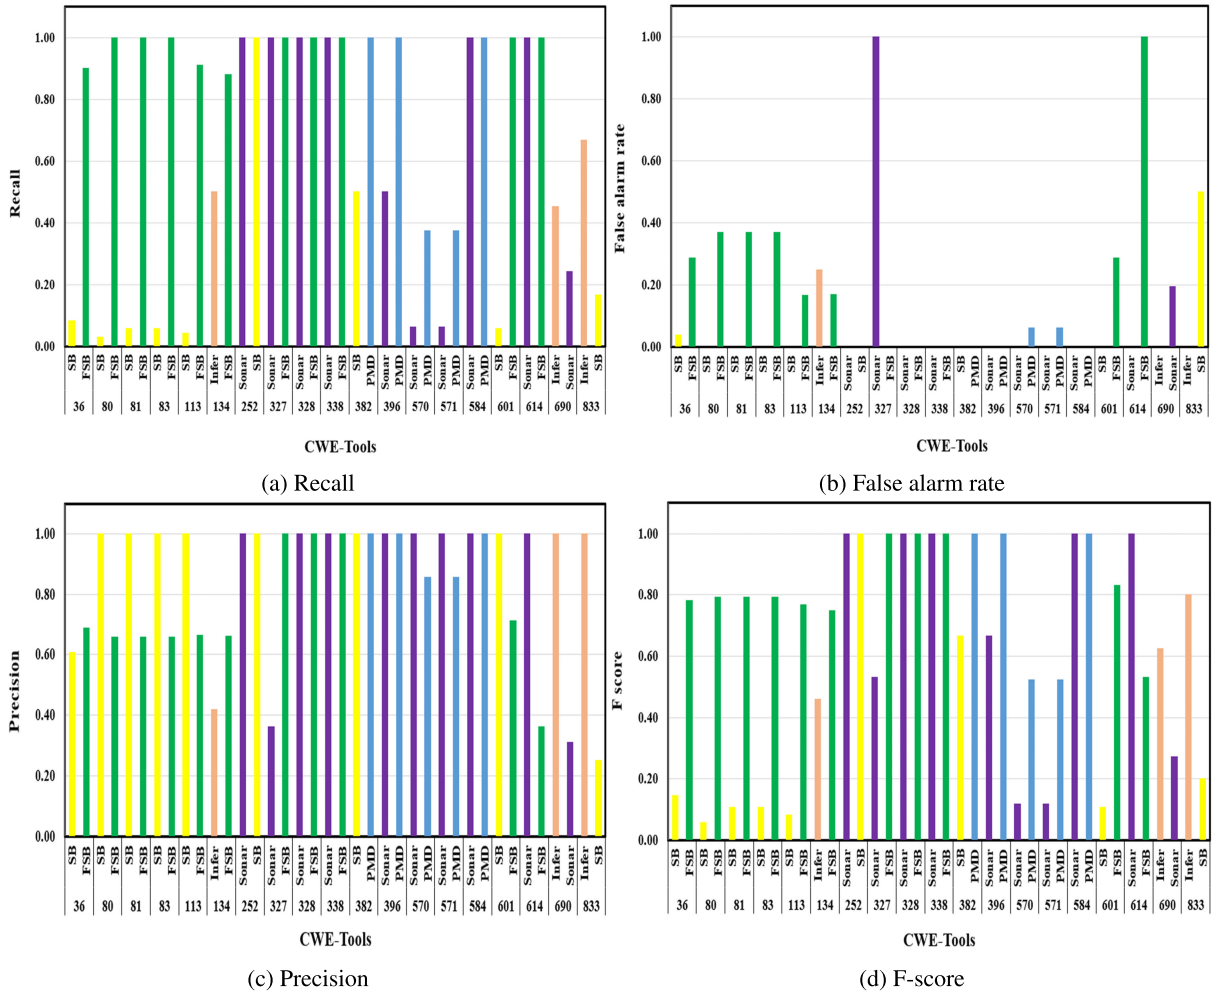 1.00
0.80
0.60
0.40
0.20
0.00
Recall
SB FSB SB FSB SB FSB SB FSB SB FSB Infer FSB Sonar SB Sonar FSB Sonar FSB Sonar FSB SB PMD Sonar PMD Sonar PMD Sonar PMD Sonar PMD SB FSB Sonar FSB Infer Sonar Infer SB
36 80 81 83 113 134 252 327 328 338 382 396 570 571 584 601 614 690 833
CWE-Tools
(a) Recall
1.00
0.80
0.60
0.40
0.20
0.00
False alarm rate
SB FSB SB FSB SB FSB SB FSB SB FSB Infer FSB Sonar SB Sonar FSB Sonar FSB Sonar FSB SB PMD Sonar PMD Sonar PMD Sonar PMD Sonar PMD SB FSB Sonar FSB Infer Sonar Infer SB
36 80 81 83 113 134 252 327 328 338 382 396 570 571 584 601 614 690 833
CWE-Tools
(b) False alarm rate
1.00
0.80
0.60
0.40
0.20
0.00
Precision
SB FSB SB FSB SB FSB SB FSB SB FSB Infer FSB Sonar SB Sonar FSB Sonar FSB Sonar FSB SB PMD Sonar PMD Sonar PMD Sonar PMD Sonar PMD SB FSB Sonar FSB Infer Sonar Infer SB
36 80 81 83 113 134 252 327 328 338 382 396 570 571 584 601 614 690 833
CWE-Tools
(c) Precision
1.00
0.80
0.60
0.40
0.20
0.00
F score
SB FSB SB FSB SB FSB SB FSB SB FSB Infer FSB Sonar SB Sonar FSB Sonar FSB Sonar FSB SB PMD Sonar PMD Sonar PMD Sonar PMD Sonar PMD SB FSB Sonar FSB Infer Sonar Infer SB
36 80 81 83 113 134 252 327 328 338 382 396 570 571 584 601 614 690 833
CWE-Tools
(d) F-score